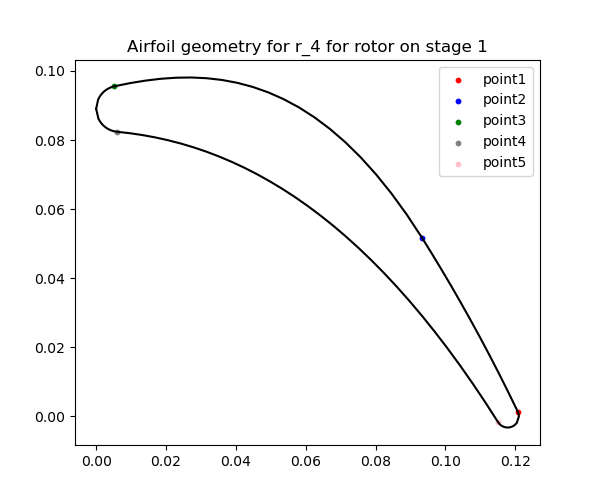 Airfoil geometry for r_4 for rotor on stage 1
0.10
0.08
0.06
0.04
0.02
0.00
point1
point2
point3
point4
point5
0.00 0.02 0.04 0.06 0.08 0.10 0.12